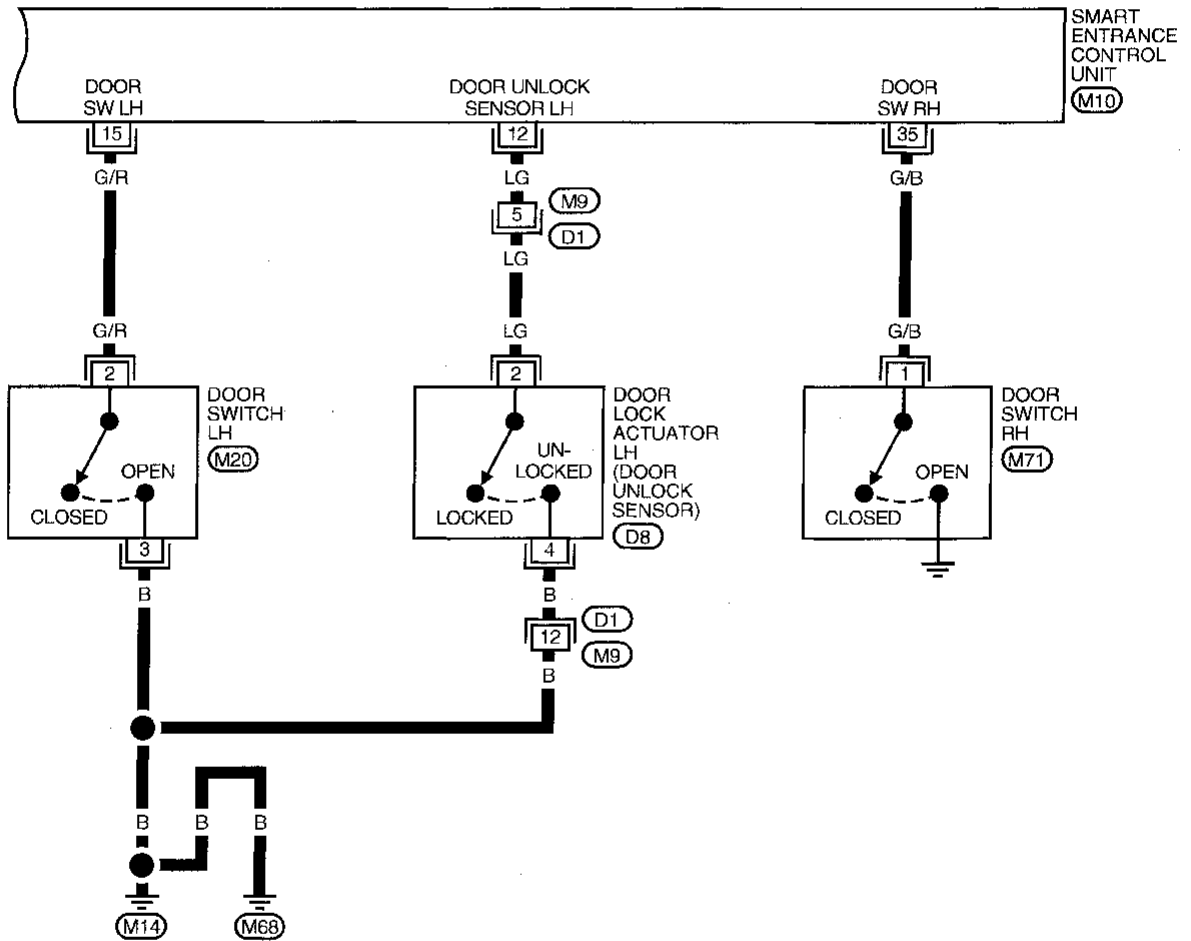 SMART
ENTRANCE
CONTROL
UNIT
M10
DOOR
SW LH
DOOR UNLOCK
SENSOR LH
DOOR
SW RH
15
12
35
G/R
LG
G/B
5
M9
D1
LG
G/R
LG
G/B
2
2
1
DOOR
SWITCH
LH
M20
OPEN
CLOSED
DOOR
LOCK
ACTUATOR
LH
(DOOR
UNLOCK
SENSOR)
D8
UN-
LOCKED
LOCKED
DOOR
SWITCH
RH
M71
OPEN
CLOSED
3
4
B
B
12
D1
M9
B
B
B
B
M14
M68